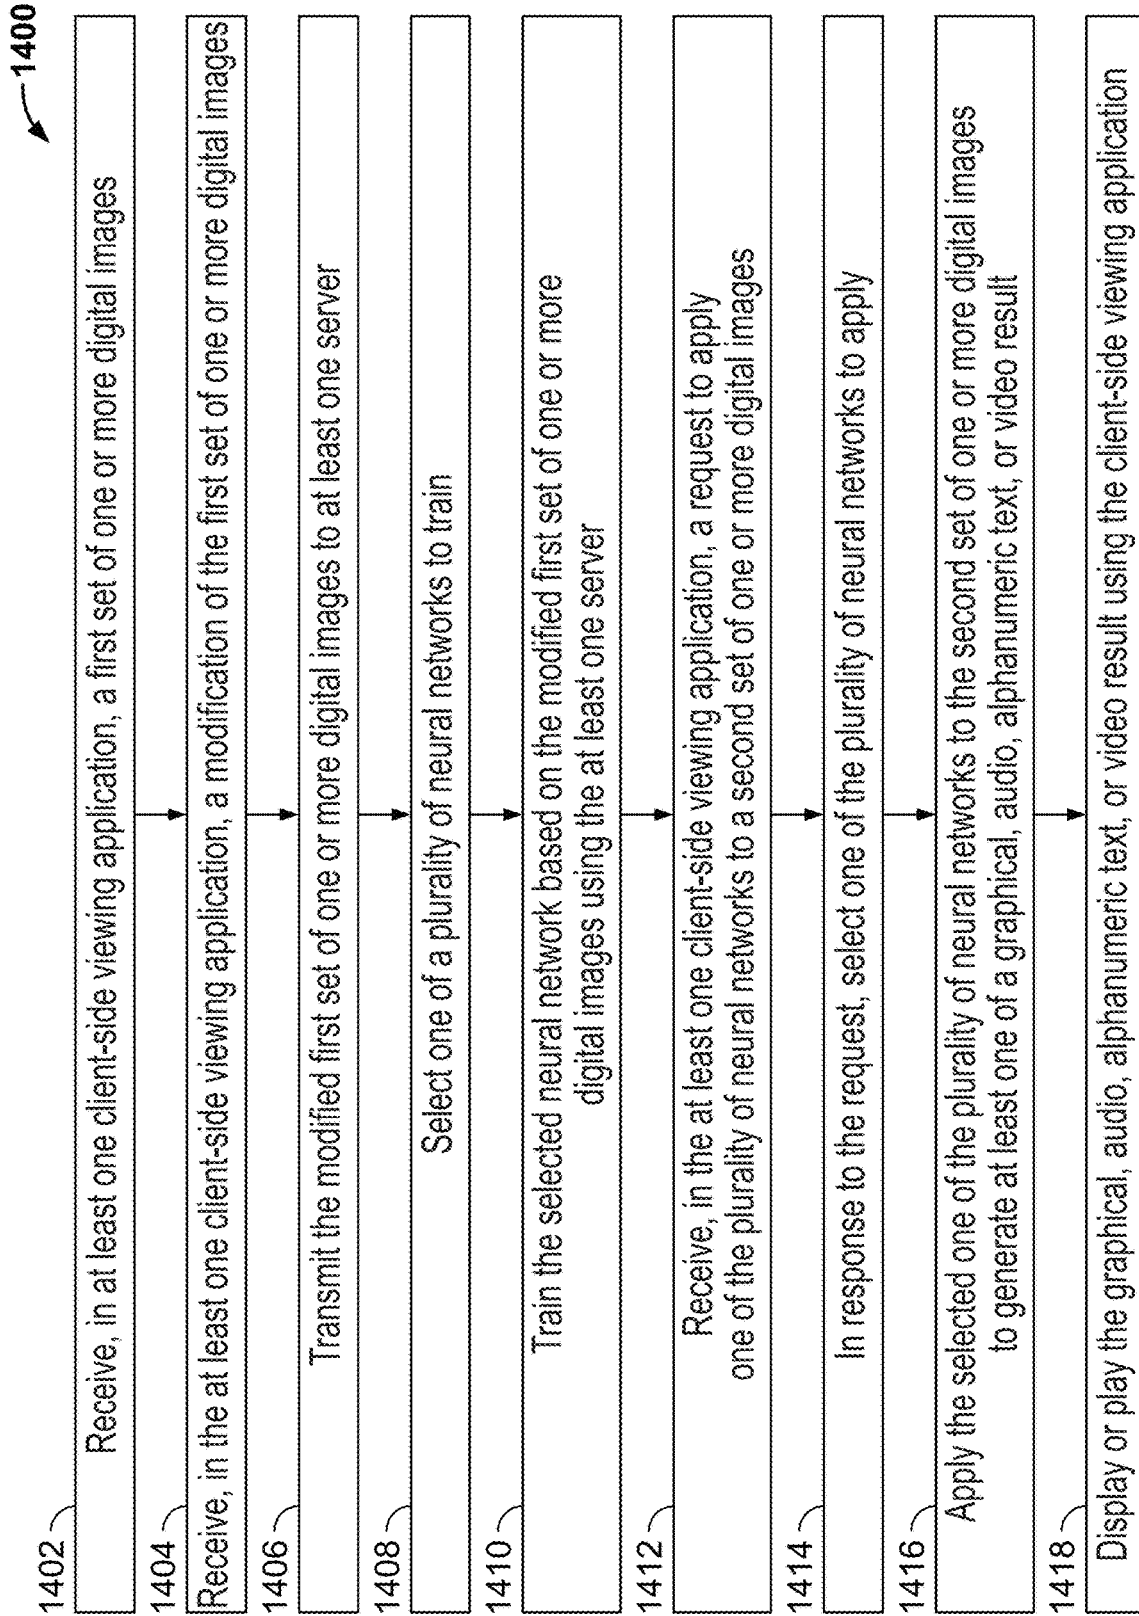 1400
1402
Receive, in at least one client-side viewing application, a first set of one or more digital images
1404
Receive, in the at least one client-side viewing application, a modification of the first set of one or more digital images
1406
Transmit the modified first set of one or more digital images to at least one server
1408
Select one of a plurality of neural networks to train
1410
Train the selected neural network based on the modified first set of one or more
digital images using the at least one server
1412
Receive, in the at least one client-side viewing application, a request to apply
one of the plurality of neural networks to a second set of one or more digital images
1414
In response to the request, select one of the plurality of neural networks to apply
1416
Apply the selected one of the plurality of neural networks to the second set of one or more digital images
to generate at least one of a graphical, audio, alphanumeric text, or video result
1418
Display or play the graphical, audio, alphanumeric text, or video result using the client-side viewing application